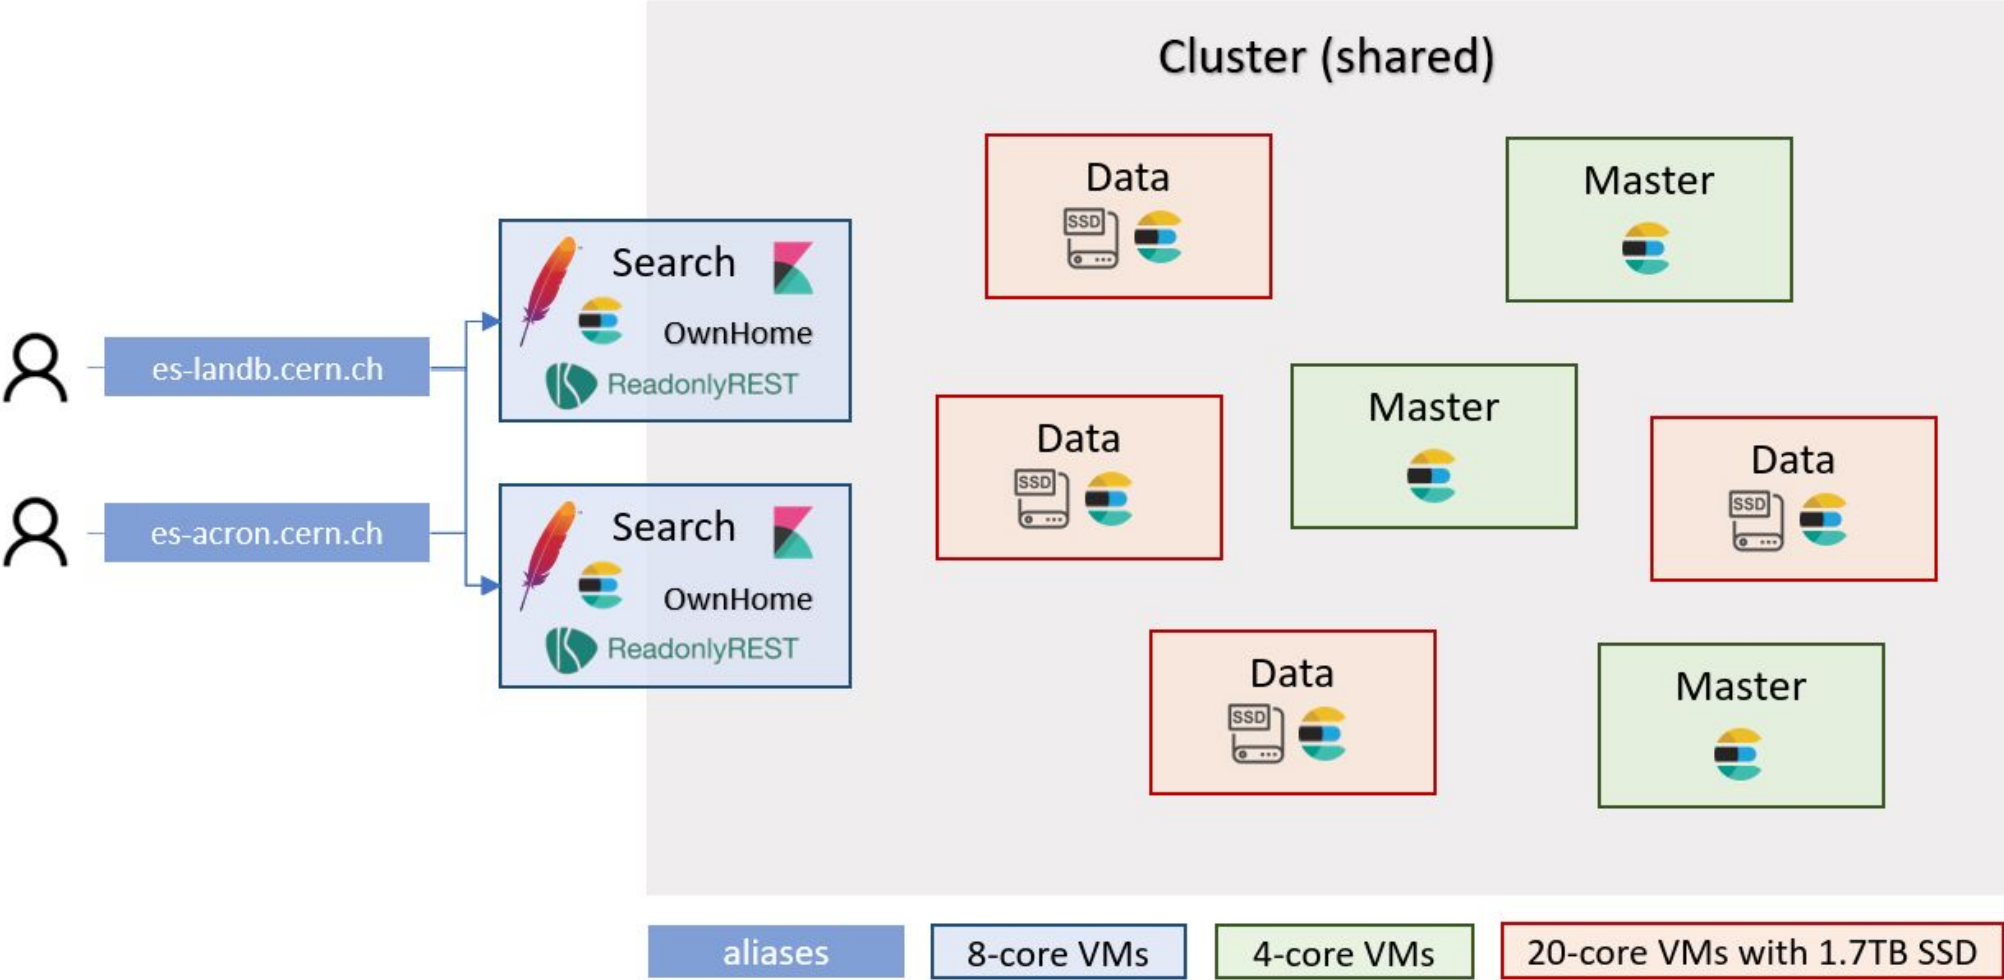 Cluster (shared)
Data
SSD
Master
Search
OwnHome
ReadonlyREST
es-landb.cern.ch
Master
Data
SSD
Data
SSD
es-acron.cern.ch
Search
OwnHome
ReadonlyREST
Data
SSD
Master
aliases
8-core VMs
4-core VMs
20-core VMs with 1.7TB SSD